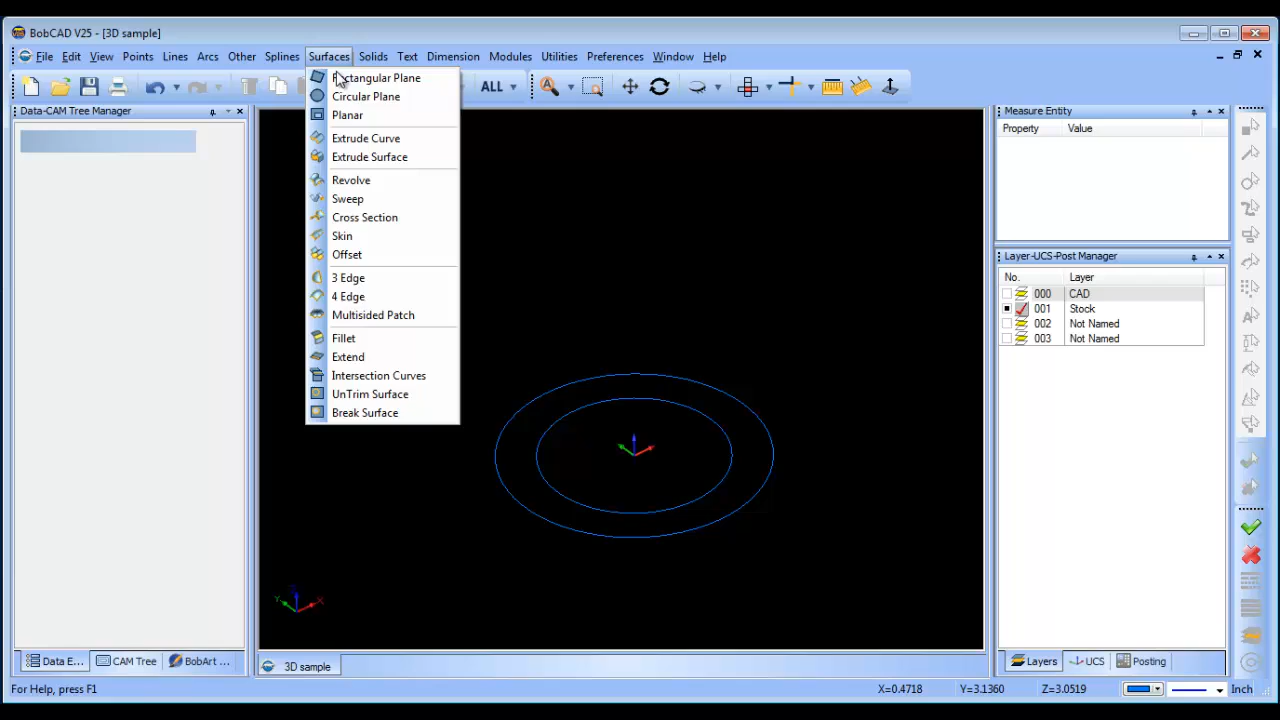 BobCAD V25 - [3D sample]
File Edit View Points Lines Arcs Other Splines Surfaces Solids Text Dimension Modules Utilities Preferences Window Help
ALL
Data-CAM Tree Manager
Rectangular Plane
Circular Plane
Planar
Extrude Curve
Extrude Surface
Revolve
Sweep
Cross Section
Skin
Offset
3 Edge
4 Edge
Multisided Patch
Fillet
Extend
Intersection Curves
UnTrim Surface
Break Surface
Measure Entity
Property Value
Layer-UCS-Post Manager
No. Layer
000 CAD
001 Stock
002 Not Named
003 Not Named
Y X
Data E... CAM Tree BobArt ...
3D sample
Layers UCS Posting
For Help, press F1
X=0.4718 Y=3.1360 Z=3.0519 Inch